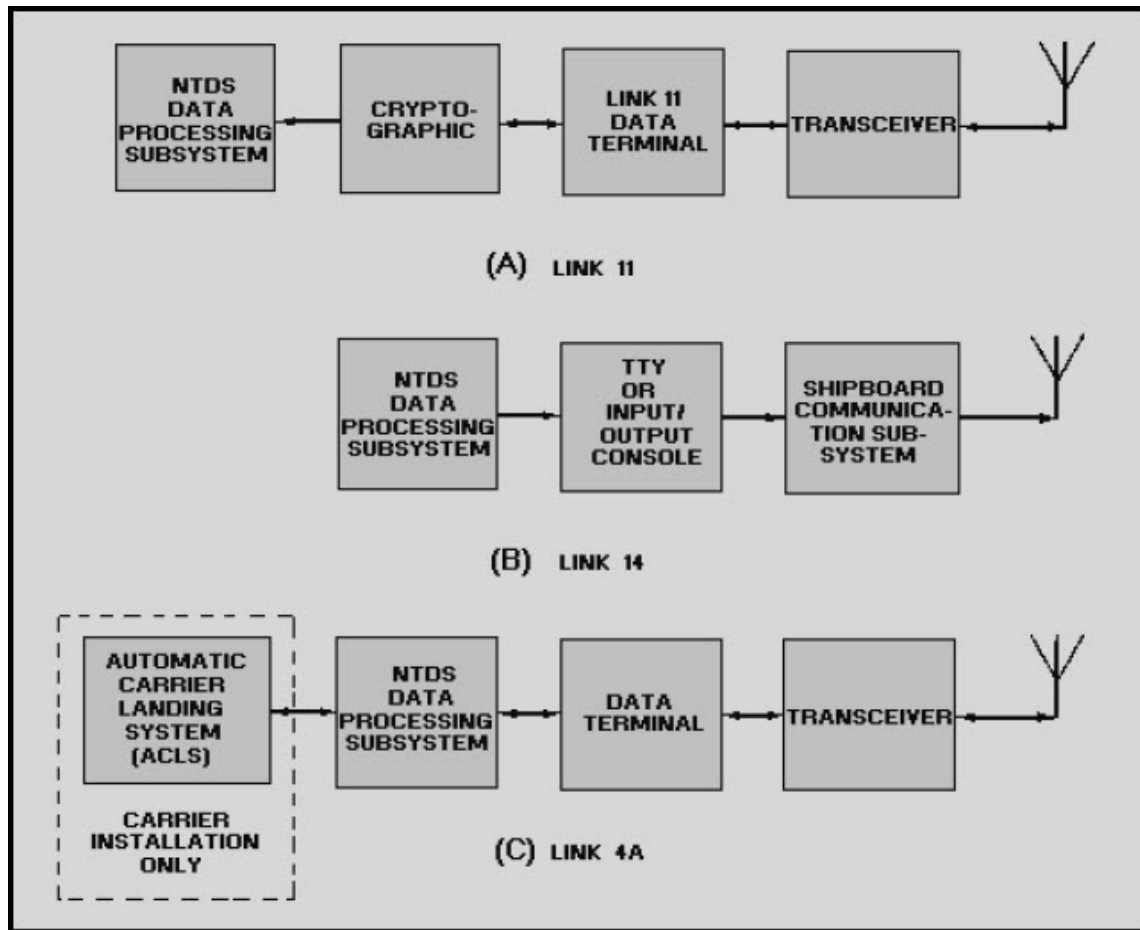 NTDS
DATA
PROCESSING
SUBSYSTEM
CRYPTO-
GRAPHIC
LINK 11
DATA
TERMINAL
TRANSCEIVER
(A) LINK 11
NTDS
DATA
PROCESSING
SUBSYSTEM
TTY
OR
INPUT/
OUTPUT
CONSOLE
SHIPBOARD
COMMUNICA-
TION SUB-
SYSTEM
(B) LINK 14
AUTOMATIC
CARRIER
LANDING
SYSTEM
(ACLS)
CARRIER
INSTALLATION
ONLY
NTDS
DATA
PROCESSING
SUBSYSTEM
DATA
TERMINAL
TRANSCEIVER
(C) LINK 4A